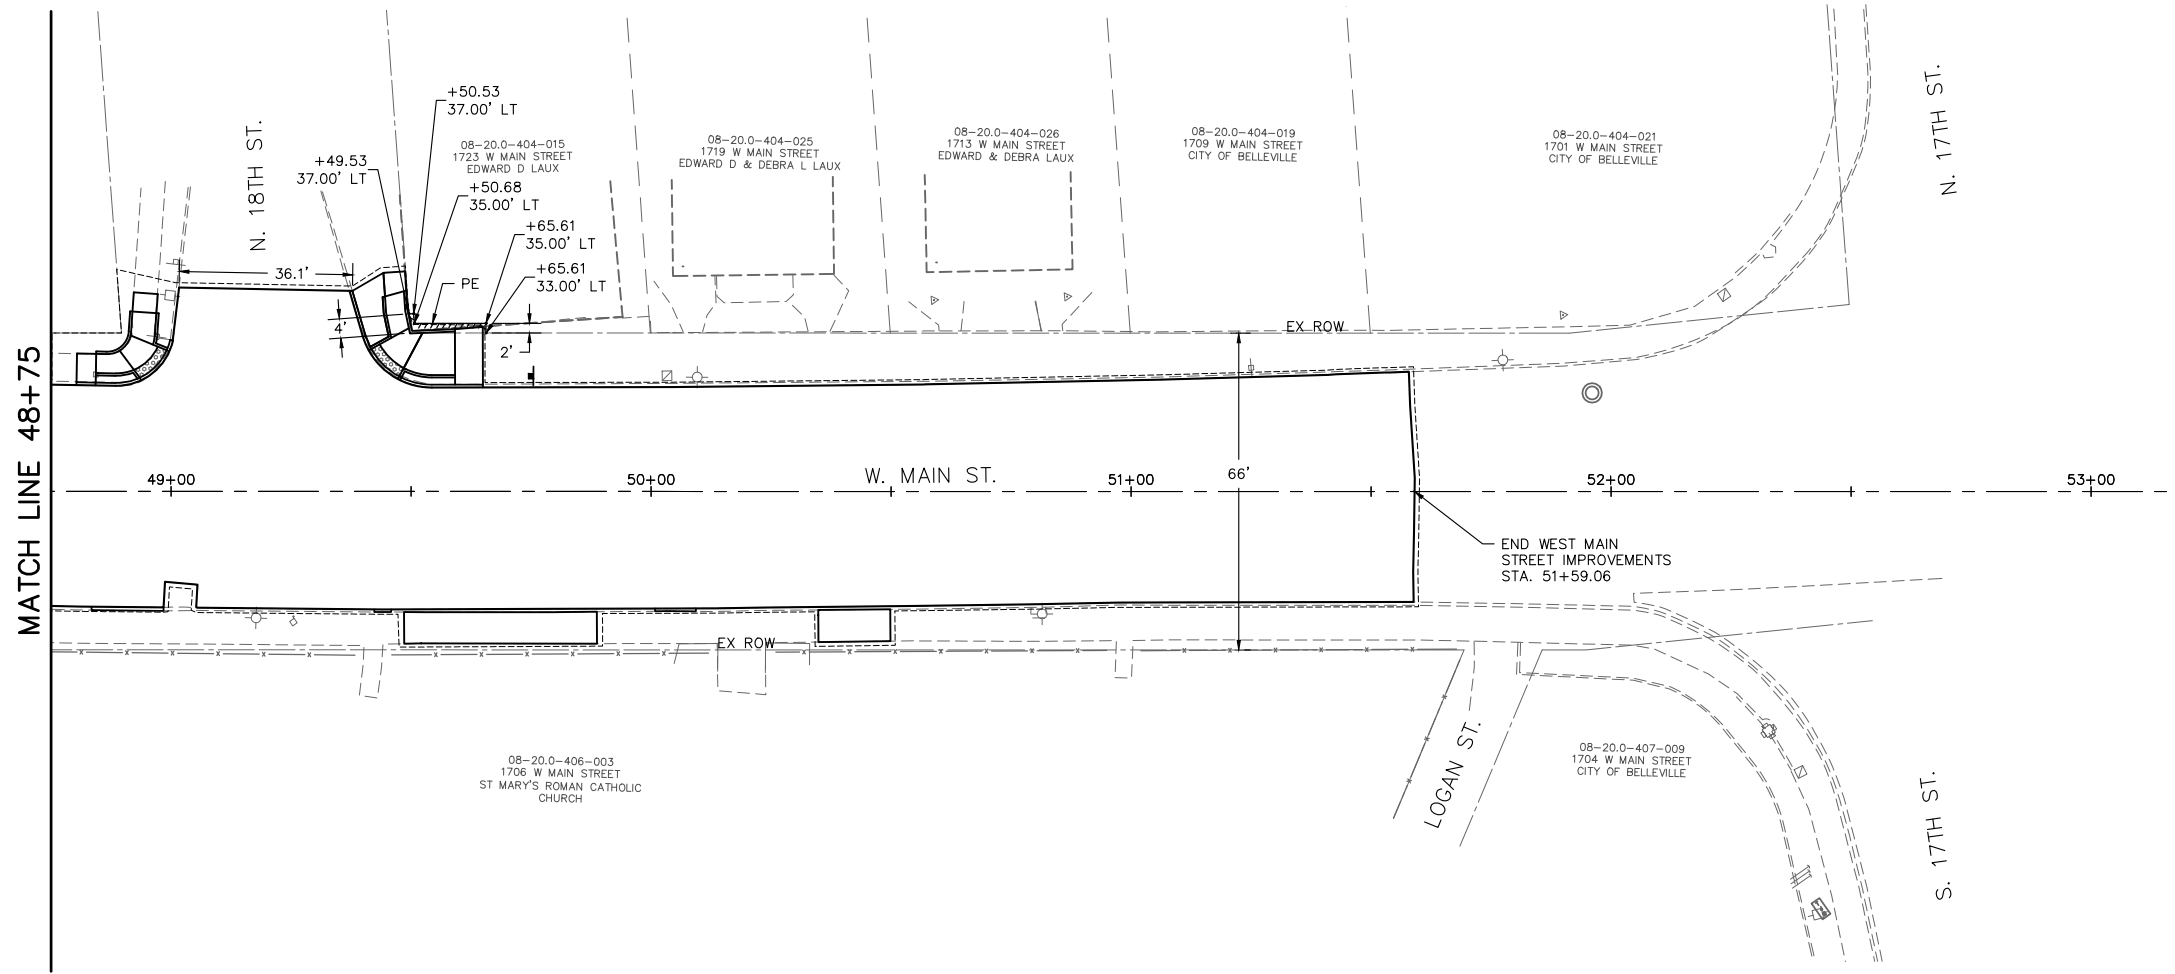 MATCH LINE 48+75
N. 18TH ST.
36.1'
4'
+50.53
37.00' LT
+49.53
37.00' LT
08-20.0-404-015
1723 W MAIN STREET
EDWARD D LAUX
+50.68
35.00' LT
+65.61
35.00' LT
+65.61
33.00' LT
PE
2'
08-20.0-404-025
1719 W MAIN STREET
EDWARD D & DEBRA L LAUX
08-20.0-404-026
1713 W MAIN STREET
EDWARD & DEBRA LAUX
08-20.0-404-019
1709 W MAIN STREET
CITY OF BELLEVILLE
08-20.0-404-021
1701 W MAIN STREET
CITY OF BELLEVILLE
N. 17TH ST.
N. 17TH ST.
EX ROW
49+00
50+00
W. MAIN ST.
51+00
66'
52+00
53+00
END WEST MAIN
STREET IMPROVEMENTS
STA. 51+59.06
EX ROW
08-20.0-406-003
1706 W MAIN STREET
ST MARY'S ROMAN CATHOLIC
CHURCH
LOGAN ST.
08-20.0-407-009
1704 W MAIN STREET
CITY OF BELLEVILLE
S. 17TH ST.